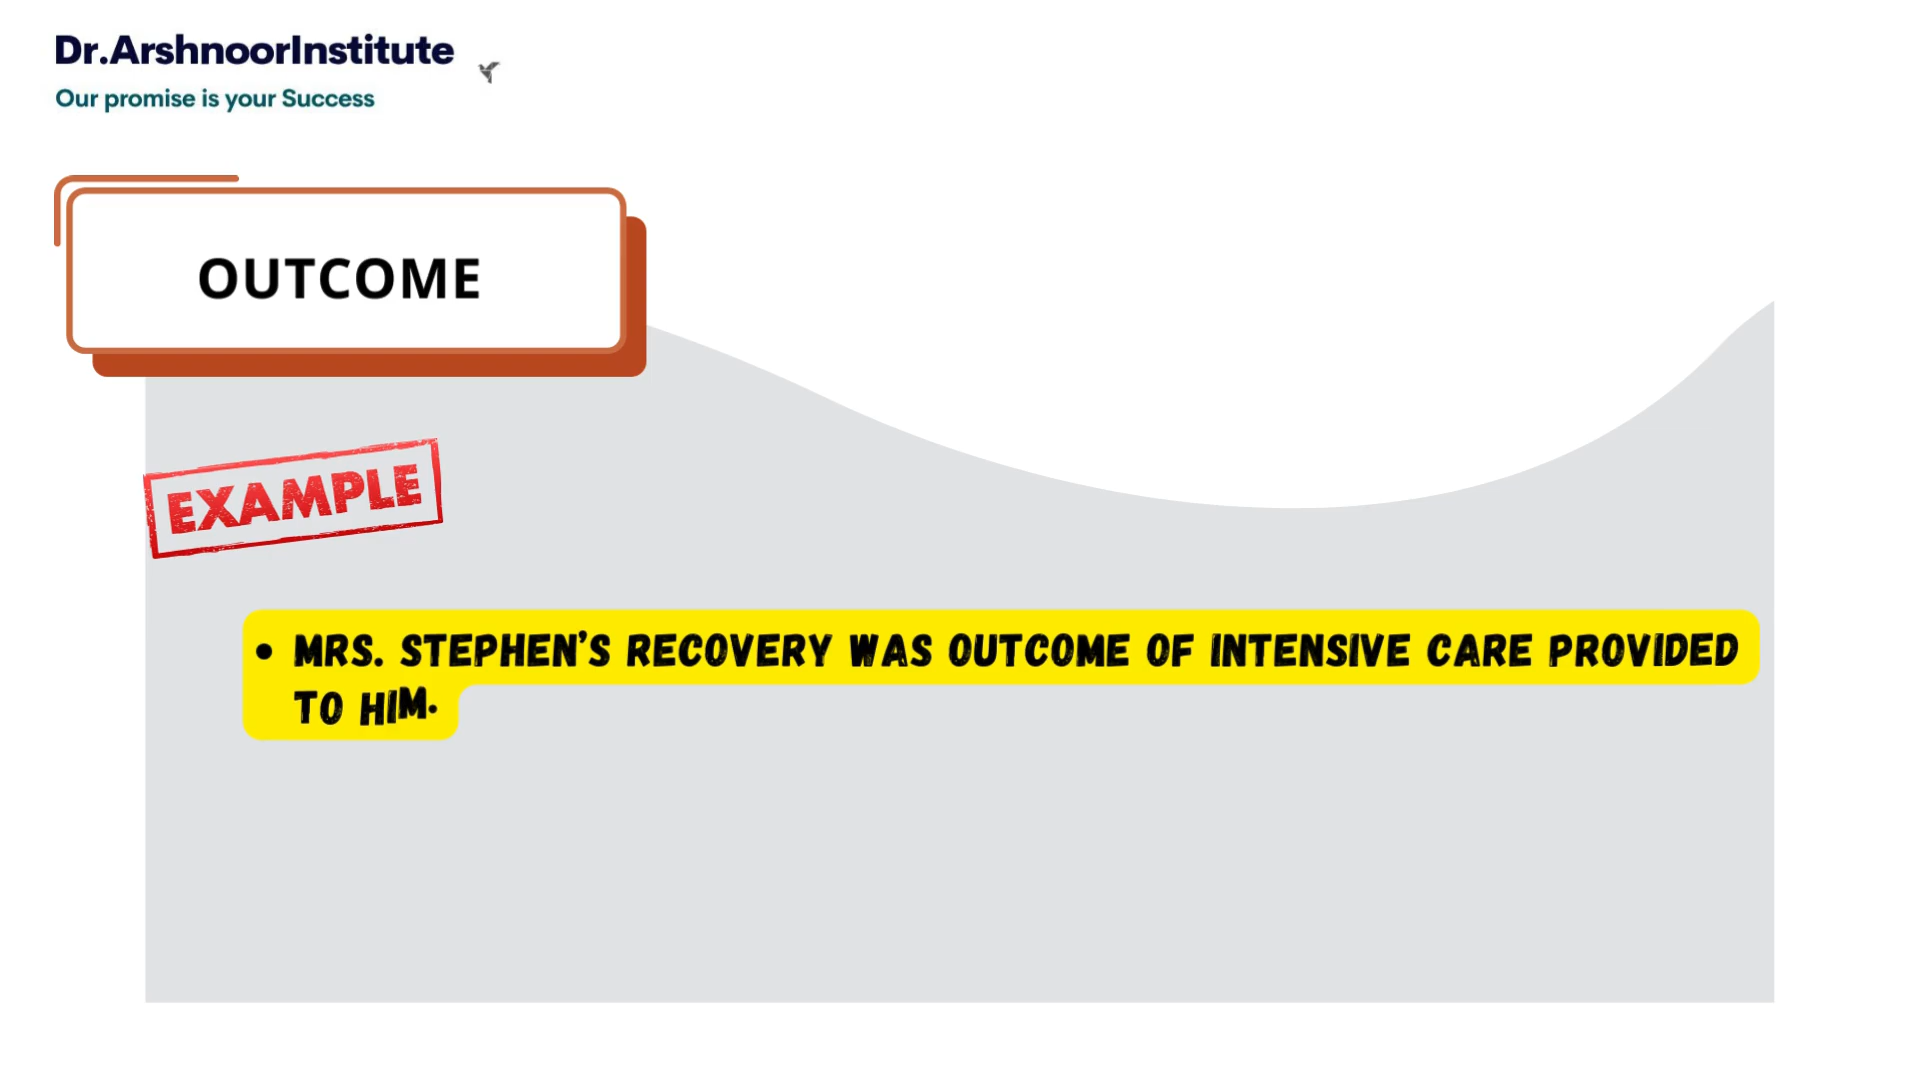 Dr.ArshnoorInstitute
Our promise is your Success
OUTCOME
EXAMPLE
• MRS. STEPHEN'S RECOVERY WAS OUTCOME OF INTENSIVE CARE PROVIDED
TO HIM.